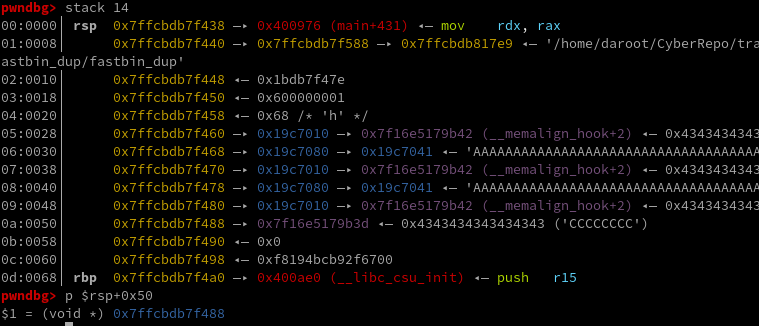 pwndbg> stack 14
00:0000│ rsp 0x7ffcbdb7f438 —▸ 0x400976 (main+431) ◂— mov rdx, rax
01:0008│ 0x7ffcbdb7f440 —▸ 0x7ffcbdb7f588 —▸ 0x7ffcbdb817e9 ◂— '/home/daroot/CyberRepo/tra
astbin_dup/fastbin_dup'
02:0010│ 0x7ffcbdb7f448 ◂— 0x1bdb7f47e
03:0018│ 0x7ffcbdb7f450 ◂— 0x600000001
04:0020│ 0x7ffcbdb7f458 ◂— 0x68 /* 'h' */
05:0028│ 0x7ffcbdb7f460 —▸ 0x19c7010 —▸ 0x7f16e5179b42 (__memalign_hook+2) ◂— 0x4343434343
06:0030│ 0x7ffcbdb7f468 —▸ 0x19c7080 —▸ 0x19c7041 ◂— 'AAAAAAAAAAAAAAAAAAAAAAAAAAAAAAAAAAAA
07:0038│ 0x7ffcbdb7f470 —▸ 0x19c7010 —▸ 0x7f16e5179b42 (__memalign_hook+2) ◂— 0x4343434343
08:0040│ 0x7ffcbdb7f478 —▸ 0x19c7080 —▸ 0x19c7041 ◂— 'AAAAAAAAAAAAAAAAAAAAAAAAAAAAAAAAAAAA
09:0048│ 0x7ffcbdb7f480 —▸ 0x19c7010 —▸ 0x7f16e5179b42 (__memalign_hook+2) ◂— 0x4343434343
0a:0050│ 0x7ffcbdb7f488 —▸ 0x7f16e5179b3d ◂— 0x4343434343434343 ('CCCCCCCC')
0b:0058│ 0x7ffcbdb7f490 ◂— 0x0
0c:0060│ 0x7ffcbdb7f498 ◂— 0xf8194bcb92f6700
0d:0068│ rbp 0x7ffcbdb7f4a0 —▸ 0x400ae0 (__libc_csu_init) ◂— push r15
pwndbg> p $rsp+0x50
$1 = (void *) 0x7ffcbdb7f488